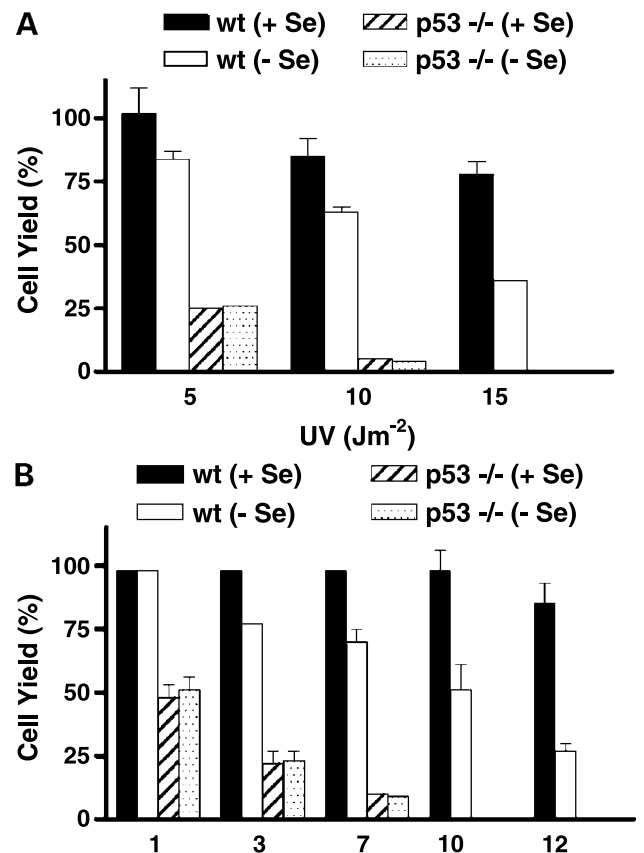 A
wt (+ Se) p53 -/- (+ Se)
wt (- Se) p53 -/- (- Se)
Cell Yield (%)
100
75
50
25
0
5 10 15
UV (Jm-2)
B
wt (+ Se) p53 -/- (+ Se)
wt (- Se) p53 -/- (- Se)
Cell Yield (%)
100
75
50
25
0
1 3 7 10 12